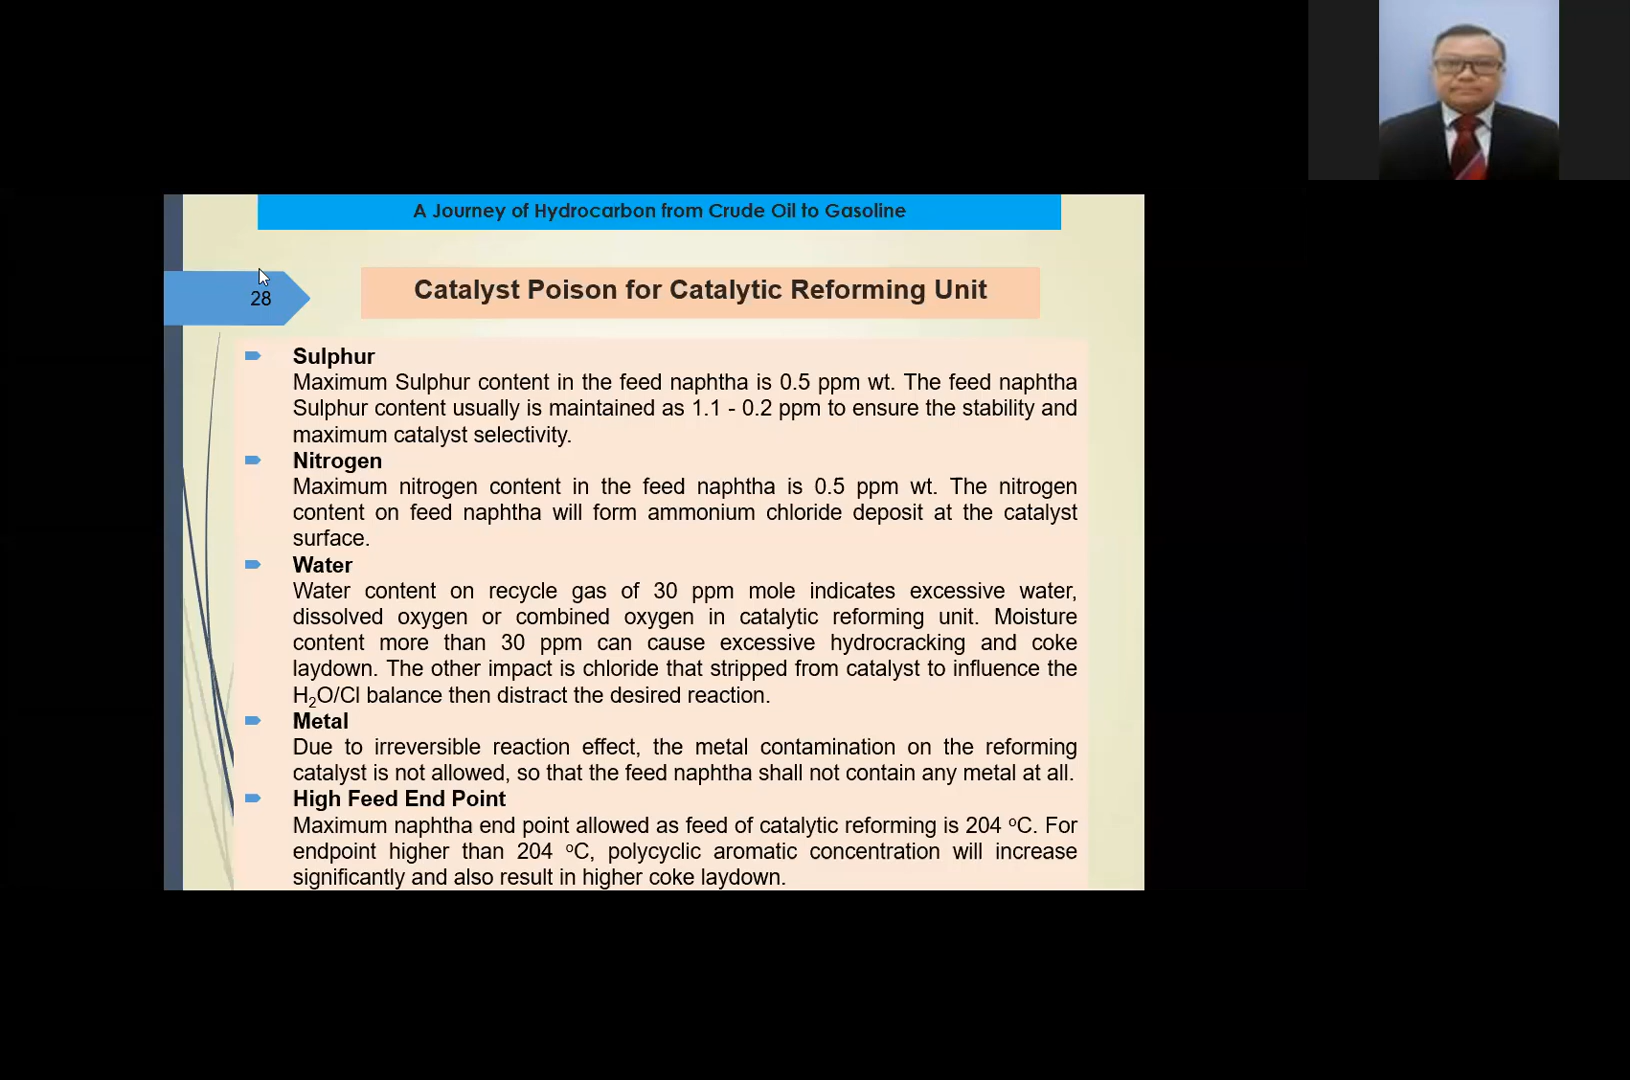 A Journey of Hydrocarbon from Crude Oil to Gasoline
28
Catalyst Poison for Catalytic Reforming Unit
Sulphur
Maximum Sulphur content in the feed naphtha is 0.5 ppm wt. The feed naphtha
Sulphur content usually is maintained as 1.1 - 0.2 ppm to ensure the stability and
maximum catalyst selectivity.
Nitrogen
Maximum nitrogen content in the feed naphtha is 0.5 ppm wt. The nitrogen
content on feed naphtha will form ammonium chloride deposit at the catalyst
surface.
Water
Water content on recycle gas of 30 ppm mole indicates excessive water,
dissolved oxygen or combined oxygen in catalytic reforming unit. Moisture
content more than 30 ppm can cause excessive hydrocracking and coke
laydown. The other impact is chloride that stripped from catalyst to influence the
H₂O/Cl balance then distract the desired reaction.
Metal
Due to irreversible reaction effect, the metal contamination on the reforming
catalyst is not allowed, so that the feed naphtha shall not contain any metal at all.
High Feed End Point
Maximum naphtha end point allowed as feed of catalytic reforming is 204 ºC. For
endpoint higher than 204 ºC, polycyclic aromatic concentration will increase
significantly and also result in higher coke laydown.